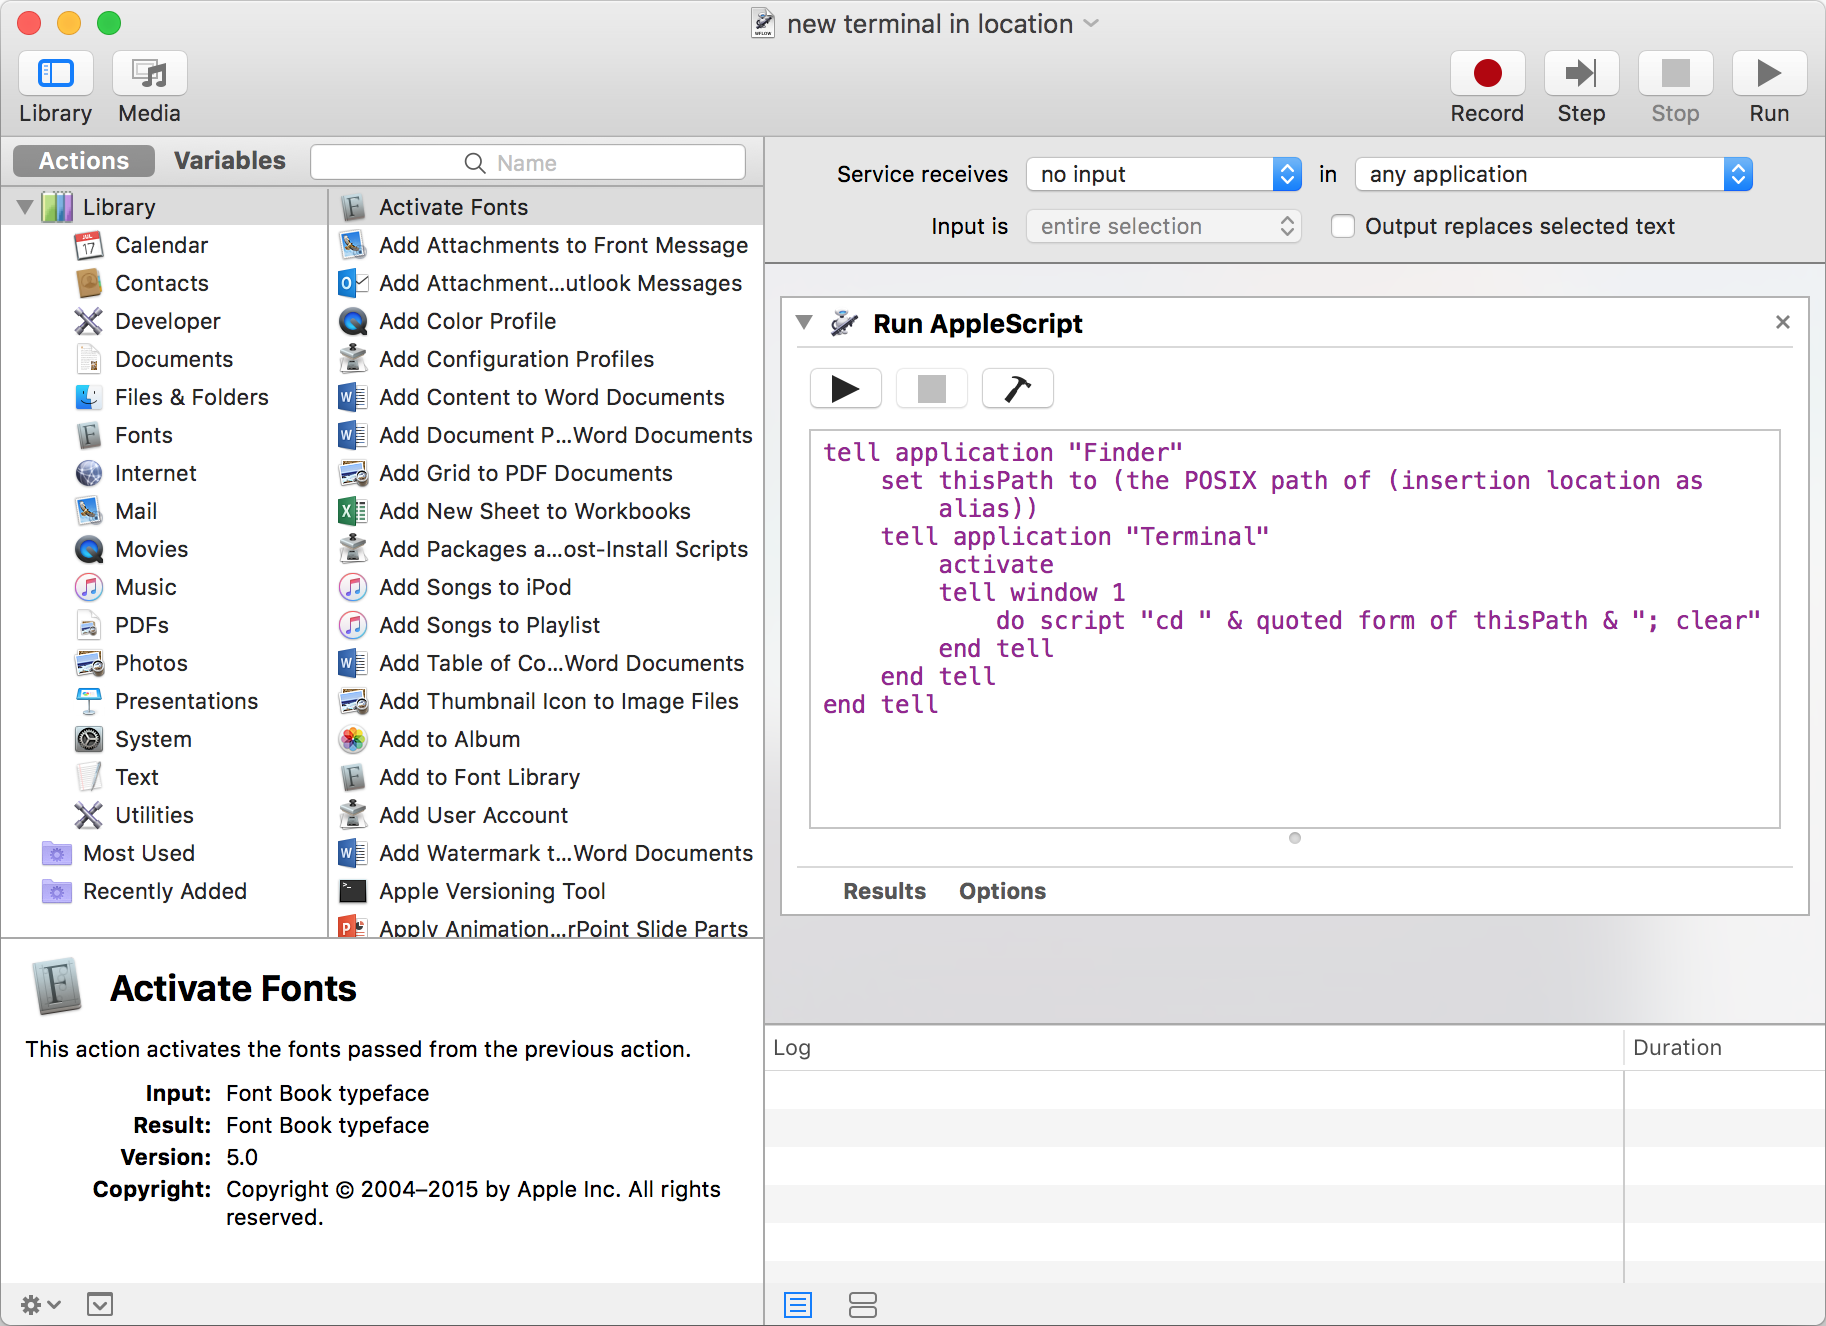 new terminal in location
Library
Media
Record
Step
Stop
Run
Actions
Variables
Name
Library
Calendar
Contacts
Developer
Documents
Files & Folders
Fonts
Internet
Mail
Movies
Music
PDFs
Photos
Presentations
System
Text
Utilities
Most Used
Recently Added
Activate Fonts
Add Attachments to Front Message
Add Attachment...utlook Messages
Add Color Profile
Add Configuration Profiles
Add Content to Word Documents
Add Document P...Word Documents
Add Grid to PDF Documents
Add New Sheet to Workbooks
Add Packages a...ost-Install Scripts
Add Songs to iPod
Add Songs to Playlist
Add Table of Co...Word Documents
Add Thumbnail Icon to Image Files
Add to Album
Add to Font Library
Add User Account
Add Watermark t...Word Documents
Apple Versioning Tool
Apply Animation...rPoint Slide Parts
Activate Fonts
This action activates the fonts passed from the previous action.
Input: Font Book typeface
Result: Font Book typeface
Version: 5.0
Copyright: Copyright © 2004–2015 by Apple Inc. All rights
reserved.
Service receives no input in any application
Input is entire selection Output replaces selected text
Run AppleScript
tell application "Finder"
set thisPath to (the POSIX path of (insertion location as
alias))
tell application "Terminal"
activate
tell window 1
do script "cd " & quoted form of thisPath & "; clear"
end tell
end tell
end tell
Results
Options
Log
Duration